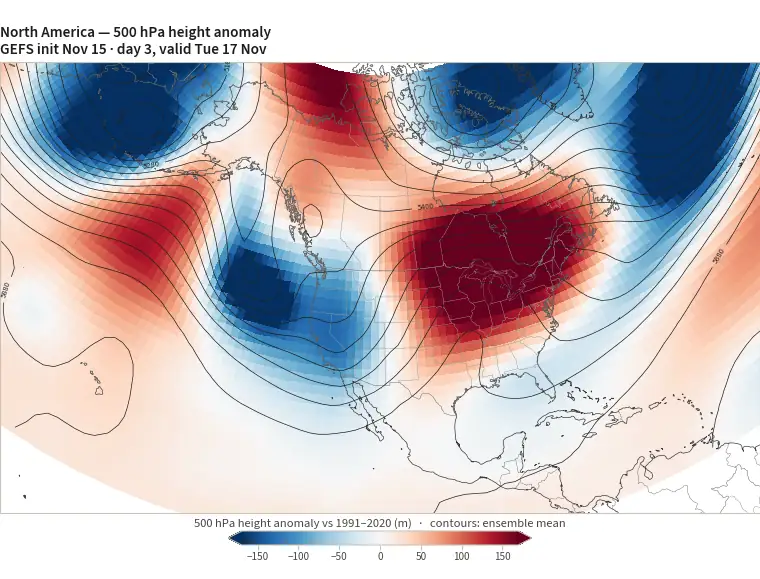 North America — 500 hPa height anomaly
GEFS init Nov 15 · day 3, valid Tue 17 Nov
5400
5880
5880
500 hPa height anomaly vs 1991–2020 (m) · contours: ensemble mean
−150 −100 −50 0 50 100 150